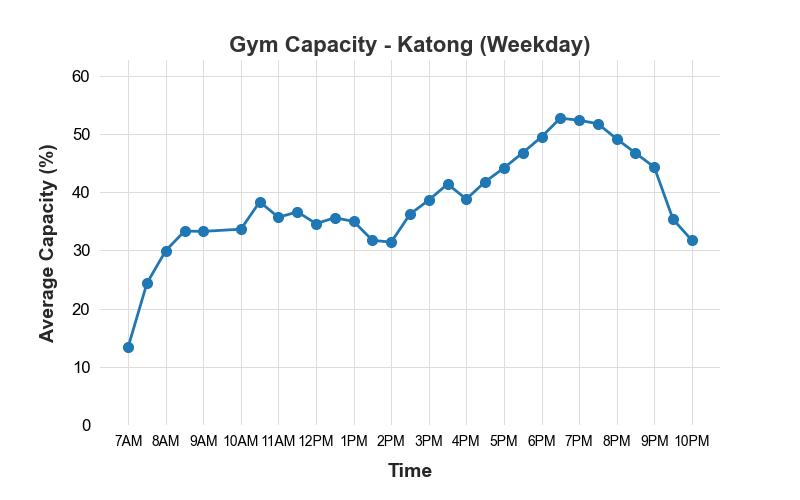 Gym Capacity - Katong (Weekday)
60
50
40
30
20
10
0
Average Capacity (%)
7AM 8AM 9AM 10AM 11AM 12PM 1PM 2PM 3PM 4PM 5PM 6PM 7PM 8PM 9PM 10PM
Time